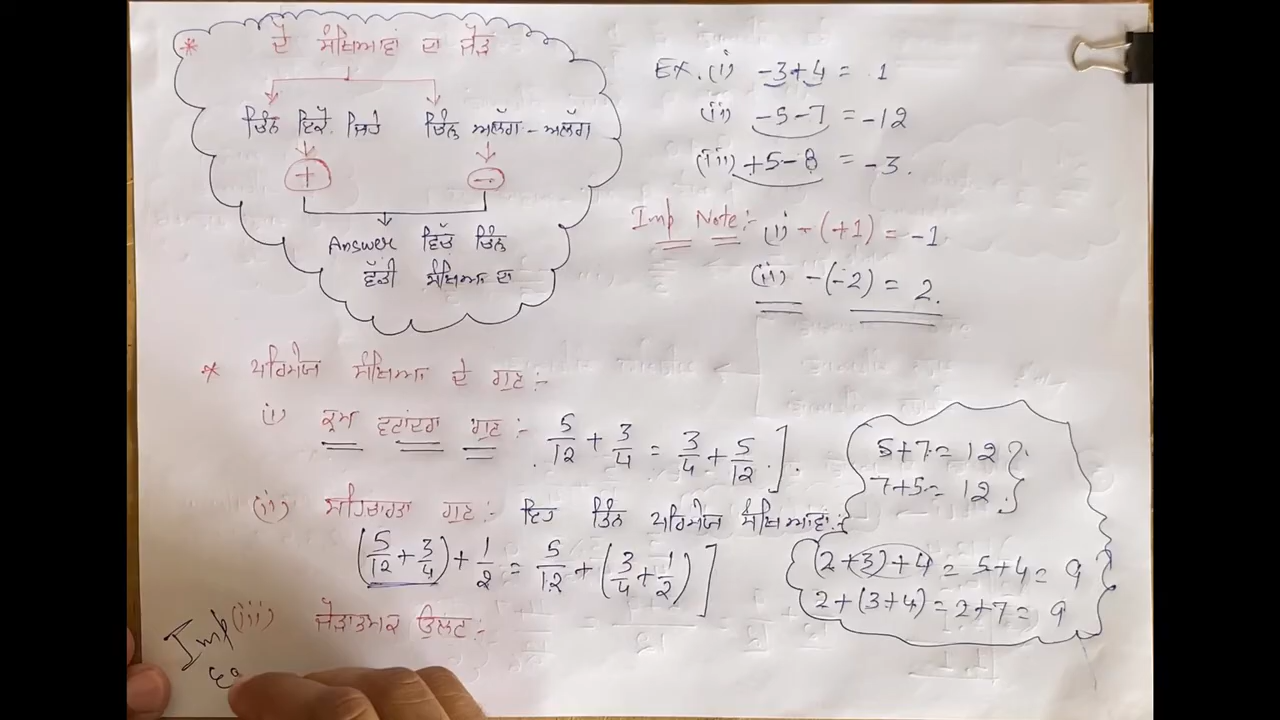 * ਦੋ ਸੰਖਿਆਵਾਂ ਦਾ ਜੋੜ
ਚਿੰਨ ਇਕੋ ਜਿਹੇ
ਚਿੰਨ ਅਲੱਗ-ਅਲੱਗ
+
-
Answer ਵਿੱਚ ਚਿੰਨ
ਵੱਡੀ ਸੰਖਿਆ ਦਾ
Ex. (i) -3+4 = 1
(ii) -5-7 = -12
(iii) +5-8 = -3.
Imp Note:- (i) -(+1) = -1
(ii) -(-2) = 2.
* ਪਰਿਮੇਜ ਸੰਖਿਆ ਦੇ ਗੁਣ:-
(i) ਕ੍ਰਮ ਵਟਾਂਦਰਾ ਗੁਣ:- 5/12 + 3/4 = 3/4 + 5/12 ].
5+7 = 12
7+5 = 12 }
(ii) ਸਹਿਚਾਰਤਾ ਗੁਣ:- ਇਹ ਤਿੰਨ ਪਰਿਮੇਜ ਸੰਖਿਆਵਾਂ:
(5/12 + 3/4) + 1/2 = 5/12 + (3/4 + 1/2) ]
(2+3)+4 = 5+4 = 9
2+(3+4) = 2+7 = 9
Imp (iii) ਜੋੜਾਤਮਕ ਉਲਟ:-